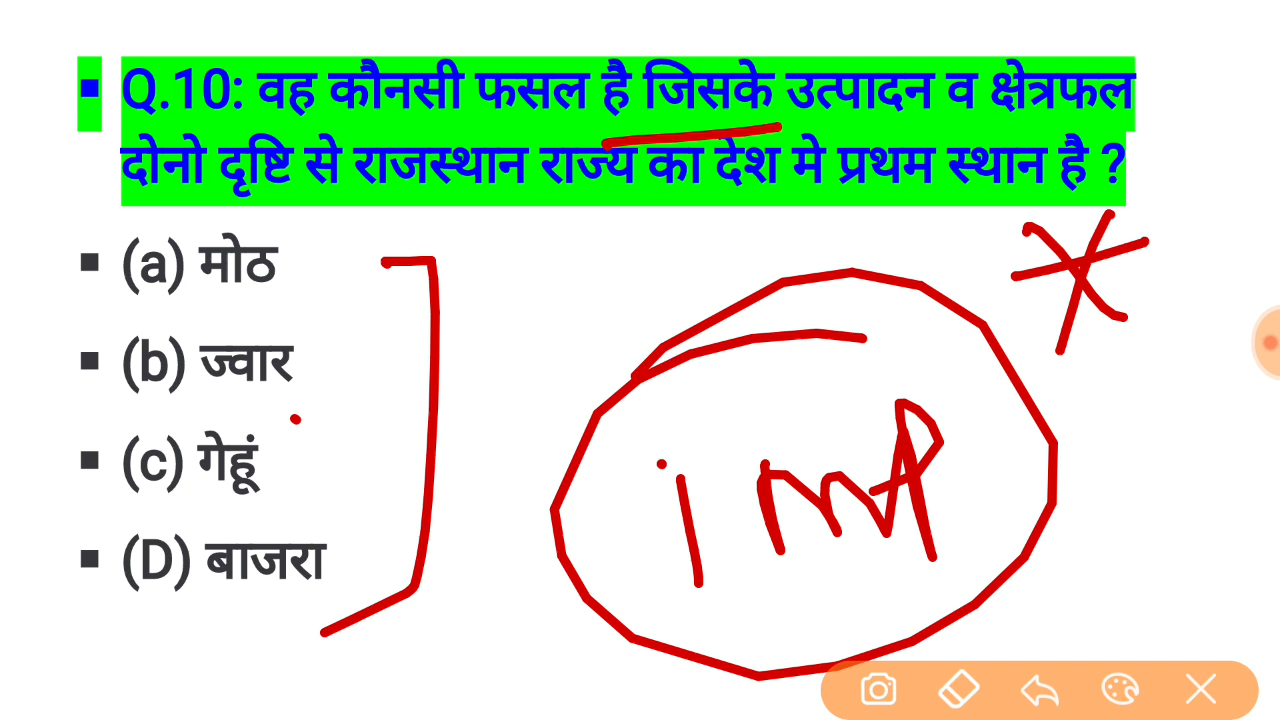 Q.10: वह कौनसी फसल है जिसके उत्पादन व क्षेत्रफल
दोनो दृष्टि से राजस्थान राज्य का देश मे प्रथम स्थान है ?
(a) मोठ
(b) ज्वार
(c) गेहूं
(D) बाजरा
imp